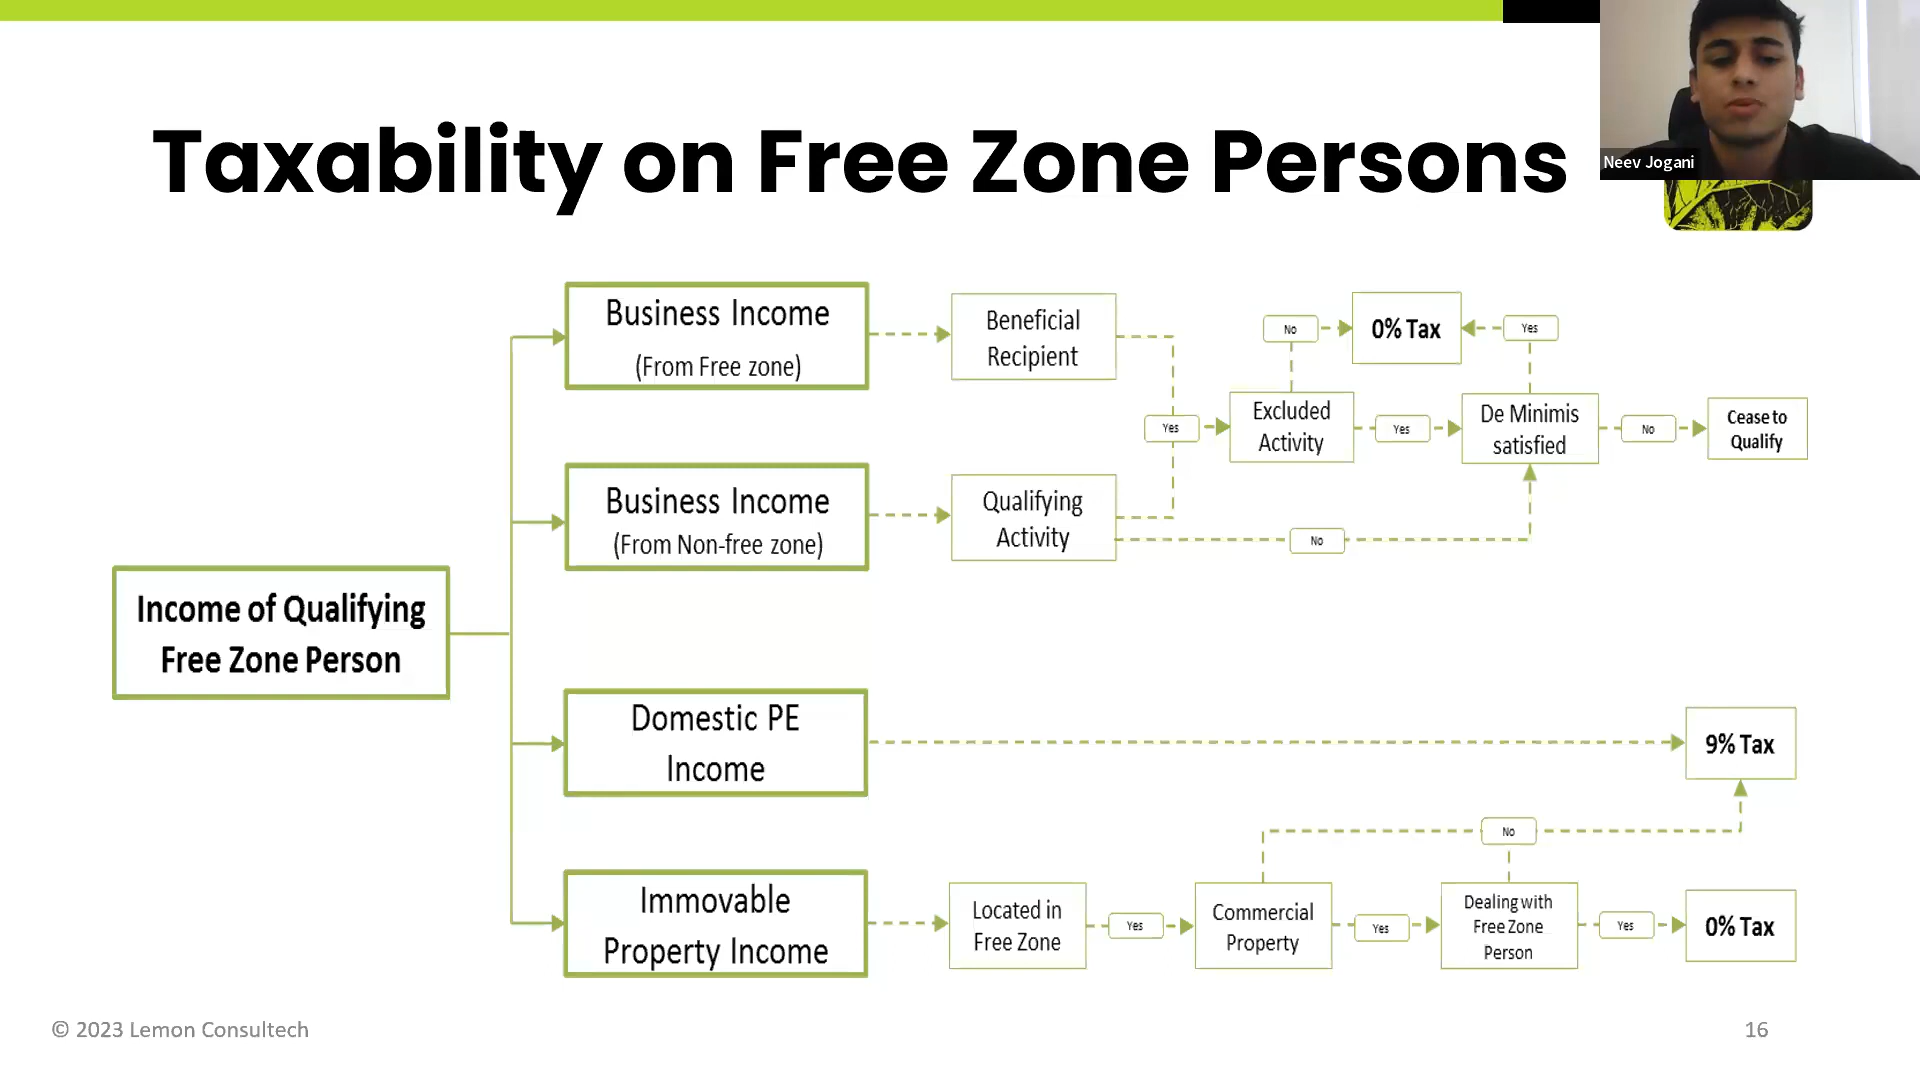 Taxability on Free Zone Persons
Neev Jogani
Business Income
(From Free zone)
Beneficial
Recipient
No
0% Tax
Yes
Excluded
Activity
Yes
Yes
De Minimis
satisfied
No
Cease to
Qualify
Business Income
(From Non-free zone)
Qualifying
Activity
No
Income of Qualifying
Free Zone Person
Domestic PE
Income
9% Tax
No
Immovable
Property Income
Located in
Free Zone
Yes
Commercial
Property
Yes
Dealing with
Free Zone
Person
Yes
0% Tax
© 2023 Lemon Consultech
16